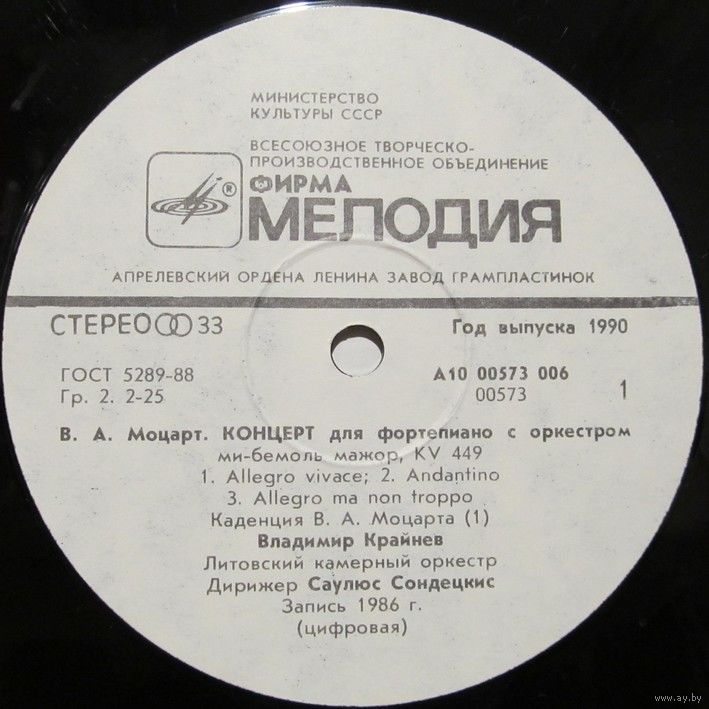 МИНИСТЕРСТВО
КУЛЬТУРЫ СССР
ВСЕСОЮЗНОЕ ТВОРЧЕСКО-
ПРОИЗВОДСТВЕННОЕ ОБЪЕДИНЕНИЕ
®
ФИРМА
МЕЛОДИЯ
АПРЕЛЕВСКИЙ ОРДЕНА ЛЕНИНА ЗАВОД ГРАМПЛАСТИНОК
СТЕРЕО 33
Год выпуска 1990
ГОСТ 5289-88
А10 00573 006
Гр. 2. 2-25
00573
1
В. А. Моцарт. КОНЦЕРТ для фортепиано с оркестром
ми-бемоль мажор, KV 449
1. Allegro vivace; 2. Andantino
3. Allegro ma non troppo
Каденция В. А. Моцарта (1)
Владимир Крайнев
Литовский камерный оркестр
Дирижер Саулюс Сондецкис
Запись 1986 г.
(цифровая)
www.ay.by